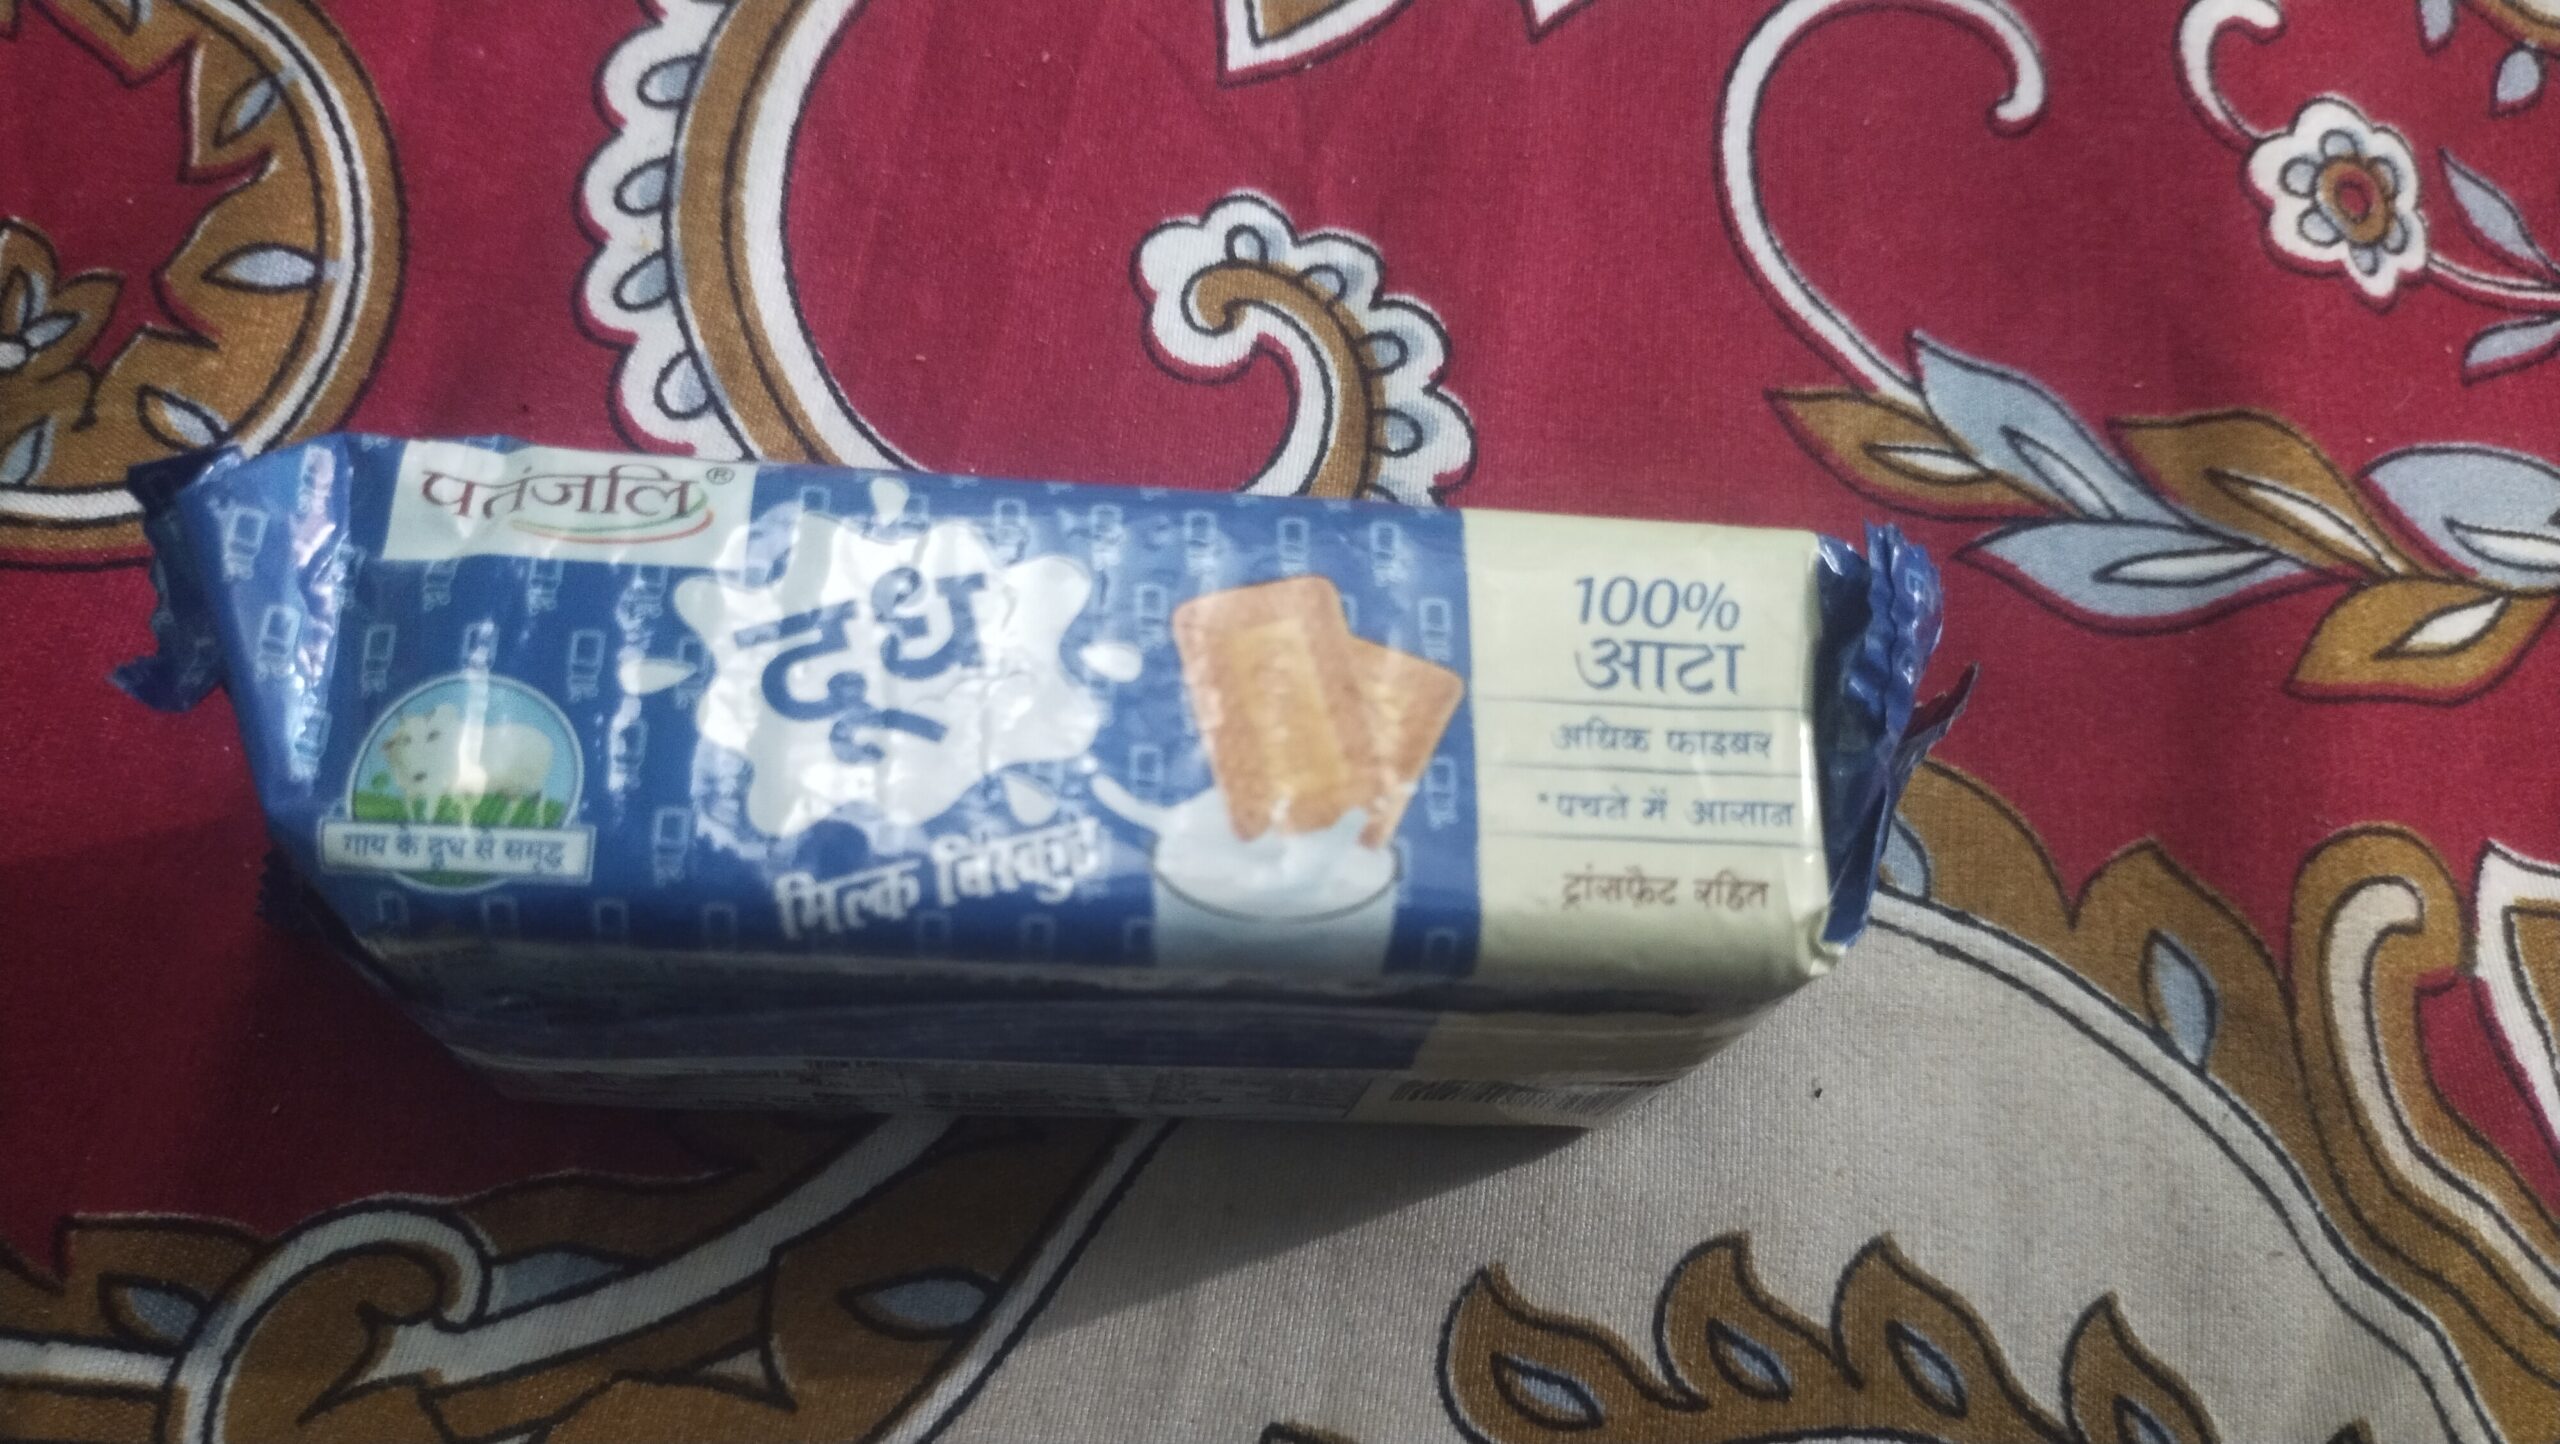 पतंजलि®
दूध
मिल्क बिस्कुट
गाय के दूध से समृद्ध
100%
आटा
अधिक फाइबर
*पचने में आसान
ट्रांसफ़ैट रहित